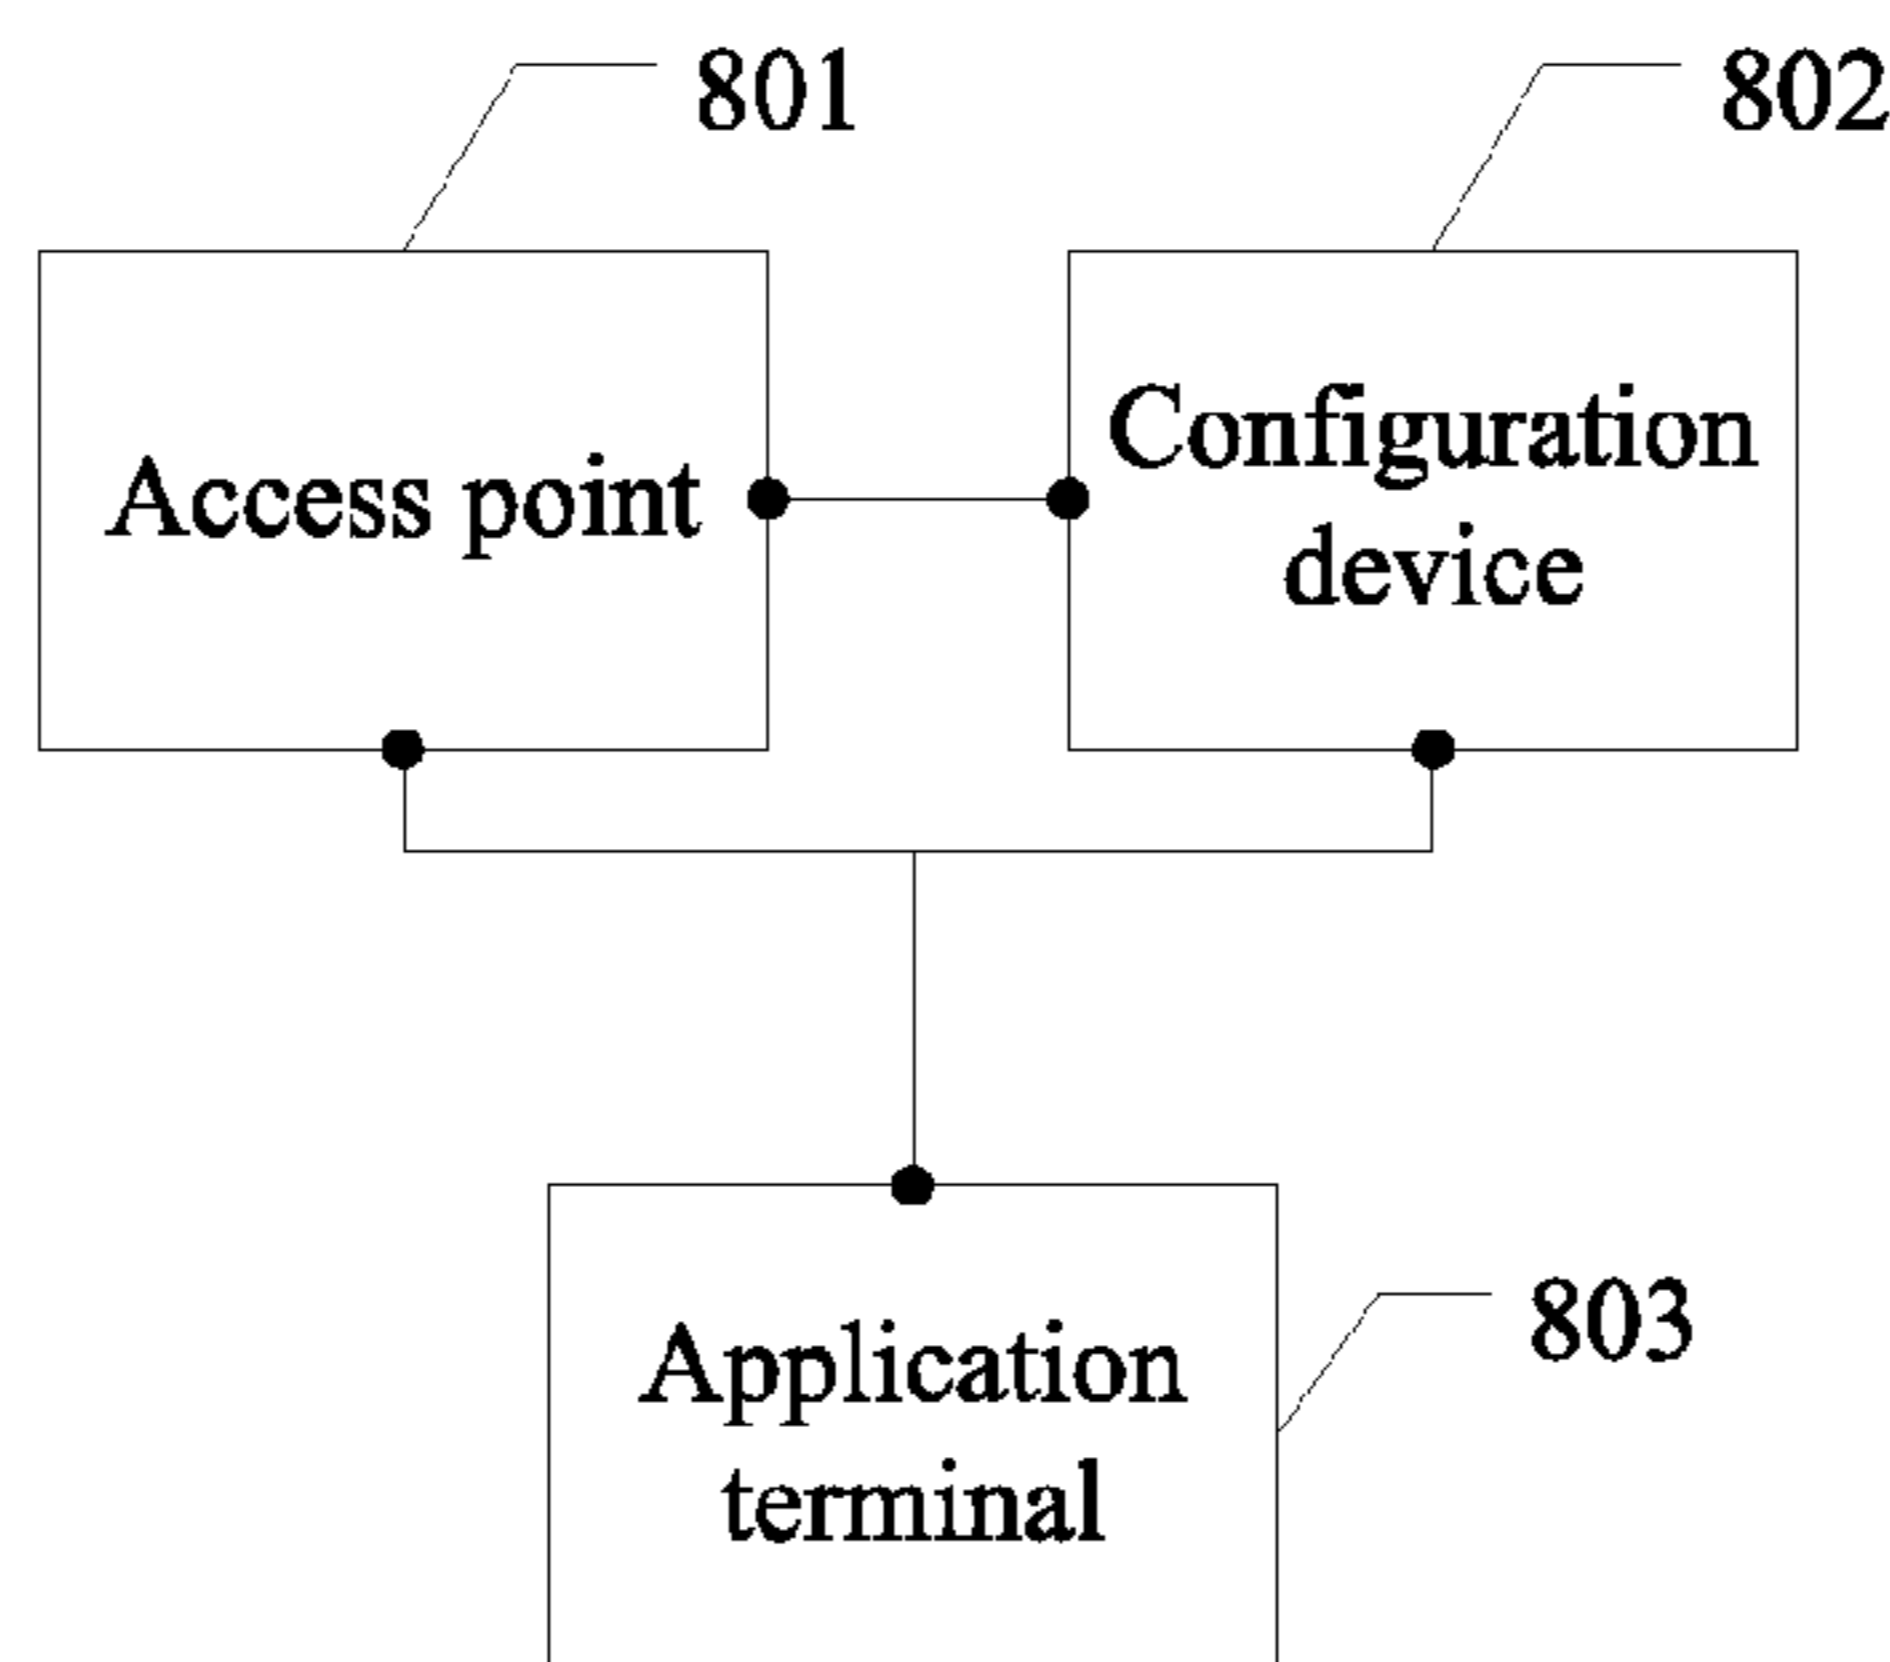 801
802
Access point
Configuration
device
Application
terminal
803